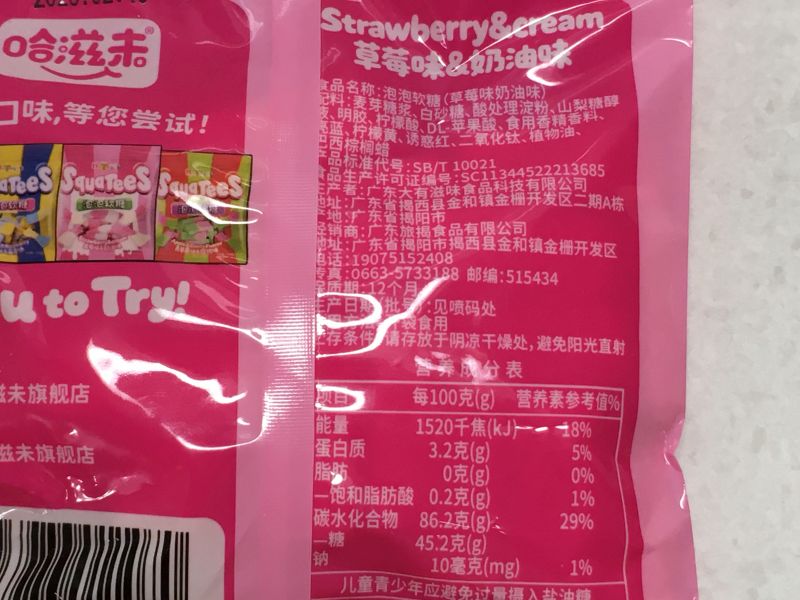 哈滋未®
口味,等您尝试!
SQuaTeeS
泡泡软糖
u to Try!
滋未旗舰店
滋未旗舰店
Strawberry&cream
草莓味&奶油味
食品名称:泡泡软糖(草莓味奶油味)
配料:麦芽糖浆、白砂糖、酸处理淀粉、山梨糖醇
液、明胶、柠檬酸、DL-苹果酸、食用香精香料、
亮蓝、柠檬黄、诱惑红、二氧化钛、植物油、
巴西棕榈蜡
产品标准代号:SB/T 10021
食品生产许可证编号:SC11344522213685
生产者:广东大有滋味食品科技有限公司
地址:广东省揭西县金和镇金栅开发区二期A栋
产地:广东省揭阳市
经销商:广东旅揭食品有限公司
地址:广东省揭阳市揭西县金和镇金栅开发区
电话:19075152408
传真:0663-5733188 邮编:515434
保质期:12个月
生产日期(批号):见喷码处
袋食用
贮存条件:请存放于阴凉干燥处,避免阳光直射
营养成分表
项目 每100克(g) 营养素参考值%
能量 1520千焦(kJ) 18%
蛋白质 3.2克(g) 5%
脂肪 0克(g) 0%
—饱和脂肪酸 0.2克(g) 1%
碳水化合物 86.2克(g) 29%
—糖 45.2克(g)
钠 10毫克(mg) 1%
儿童青少年应避免过量摄入盐油糖